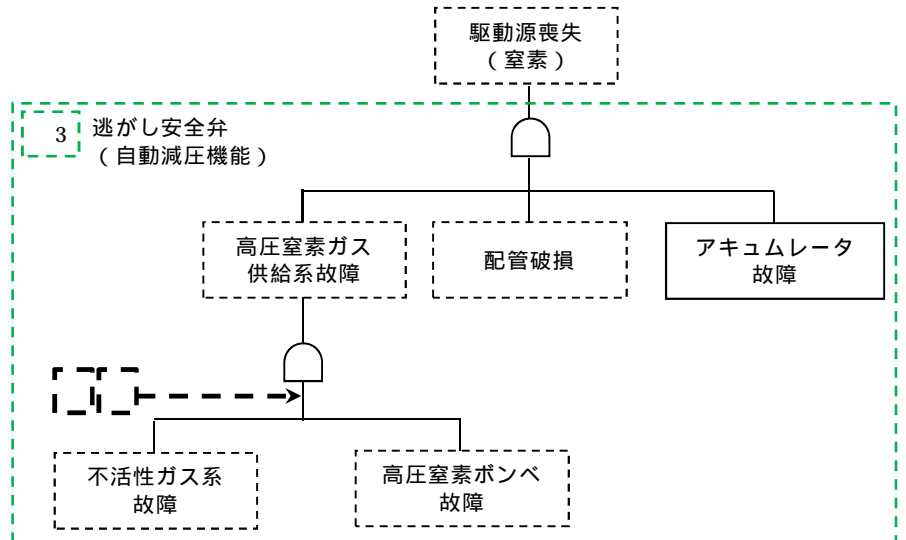 駆動源喪失
（窒素）
3
逃がし安全弁
（自動減圧機能）
高圧窒素ガス
供給系故障
配管破損
アキュムレータ
故障
不活性ガス系
故障
高圧窒素ボンベ
故障